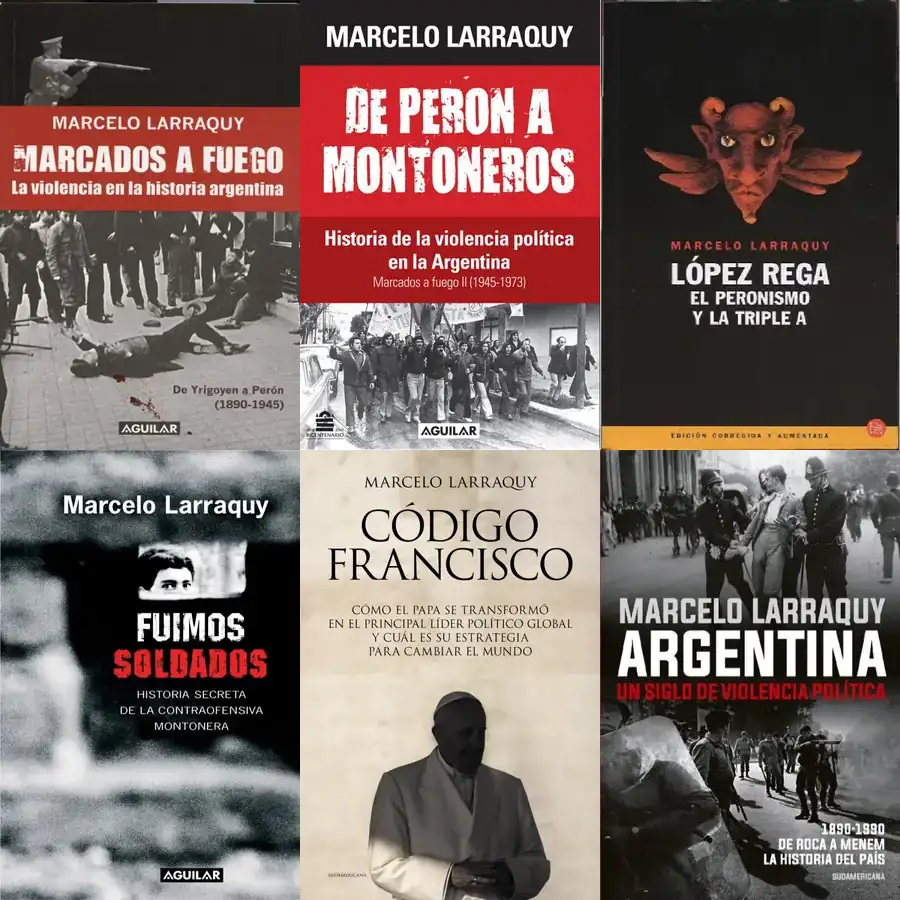 MARCELO LARRAQUY
MARCADOS A FUEGO
La violencia en la historia argentina
De Yrigoyen a Perón
(1890-1945)
AGUILAR
MARCELO LARRAQUY
DE PERON A
MONTONEROS
Historia de la violencia política
en la Argentina
Marcados a fuego II (1945-1973)
BICENTENARIO
AGUILAR
MARCELO LARRAQUY
LÓPEZ REGA
EL PERONISMO
Y LA TRIPLE A
EDICIÓN CORREGIDA Y AUMENTADA
Marcelo Larraquy
FUIMOS
SOLDADOS
HISTORIA SECRETA
DE LA CONTRAOFENSIVA
MONTONERA
AGUILAR
MARCELO LARRAQUY
CÓDIGO
FRANCISCO
CÓMO EL PAPA SE TRANSFORMÓ
EN EL PRINCIPAL LÍDER POLÍTICO GLOBAL
Y CUÁL ES SU ESTRATEGIA
PARA CAMBIAR EL MUNDO
SUDAMERICANA
MARCELO LARRAQUY
ARGENTINA
UN SIGLO DE VIOLENCIA POLÍTICA
1890-1990
DE ROCA A MENEM
LA HISTORIA DEL PAÍS
SUDAMERICANA